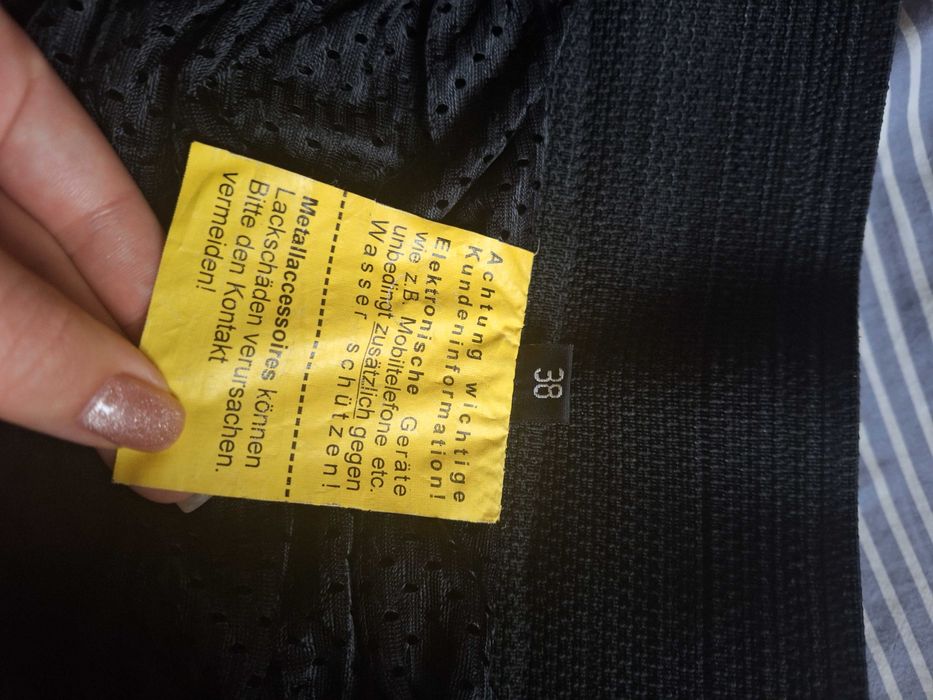 Achtung wichtige
Kundeninformation!
Elektronische Geräte
wie z.B. Mobiltelefone etc.
unbedingt zusätzlich gegen
Wasser schützen!
Metallaccessoires können
Lackschäden verursachen.
Bitte den Kontakt
vermeiden!
38